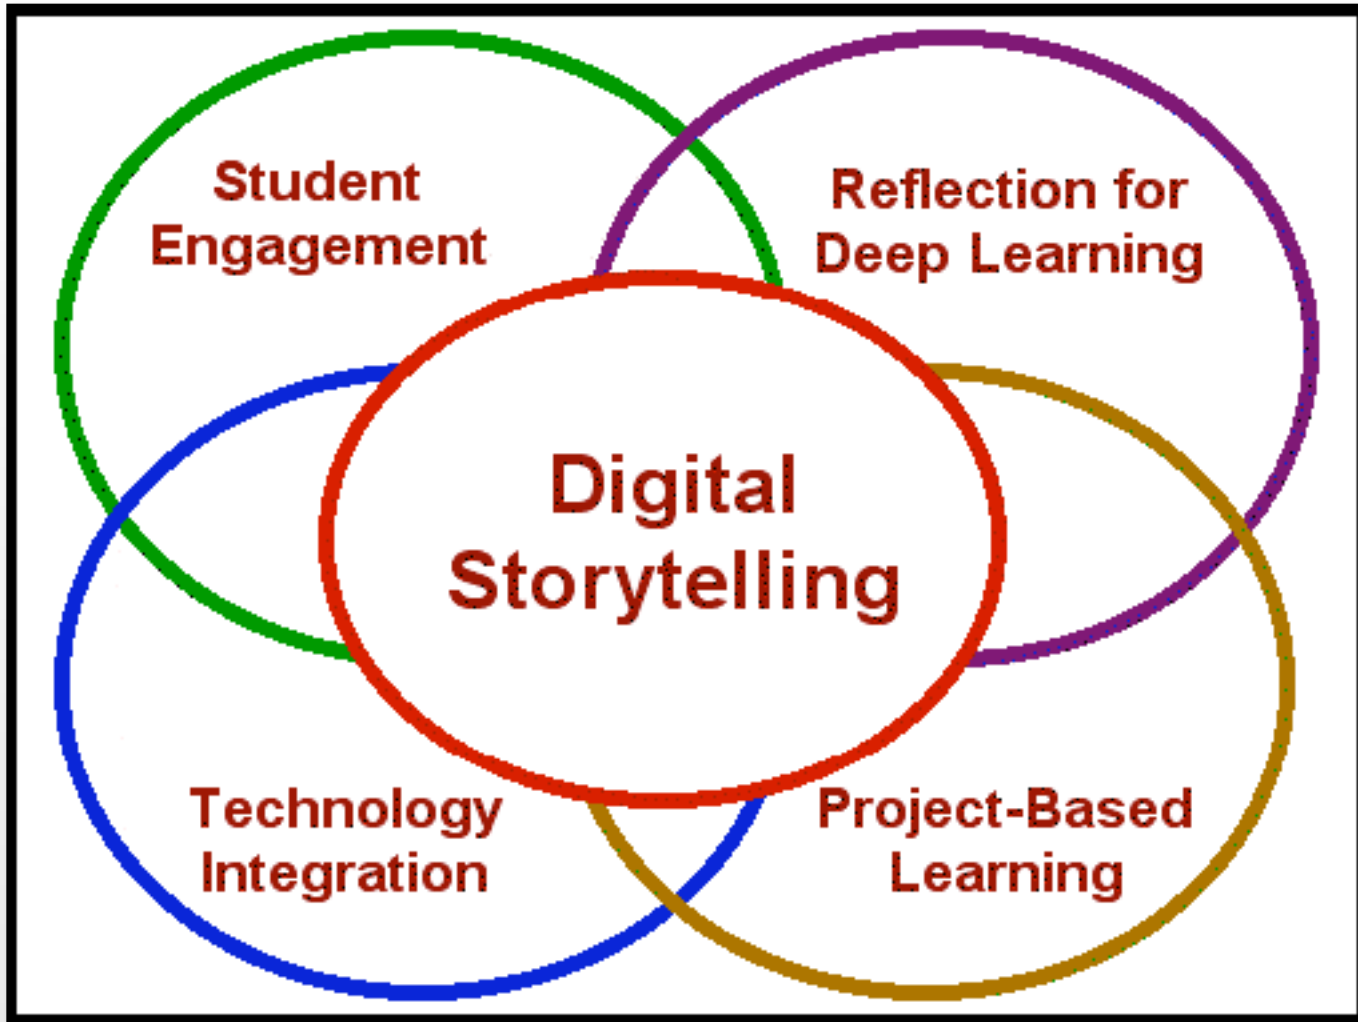 Student
Engagement
Reflection for
Deep Learning
Digital
Storytelling
Technology
Integration
Project-Based
Learning